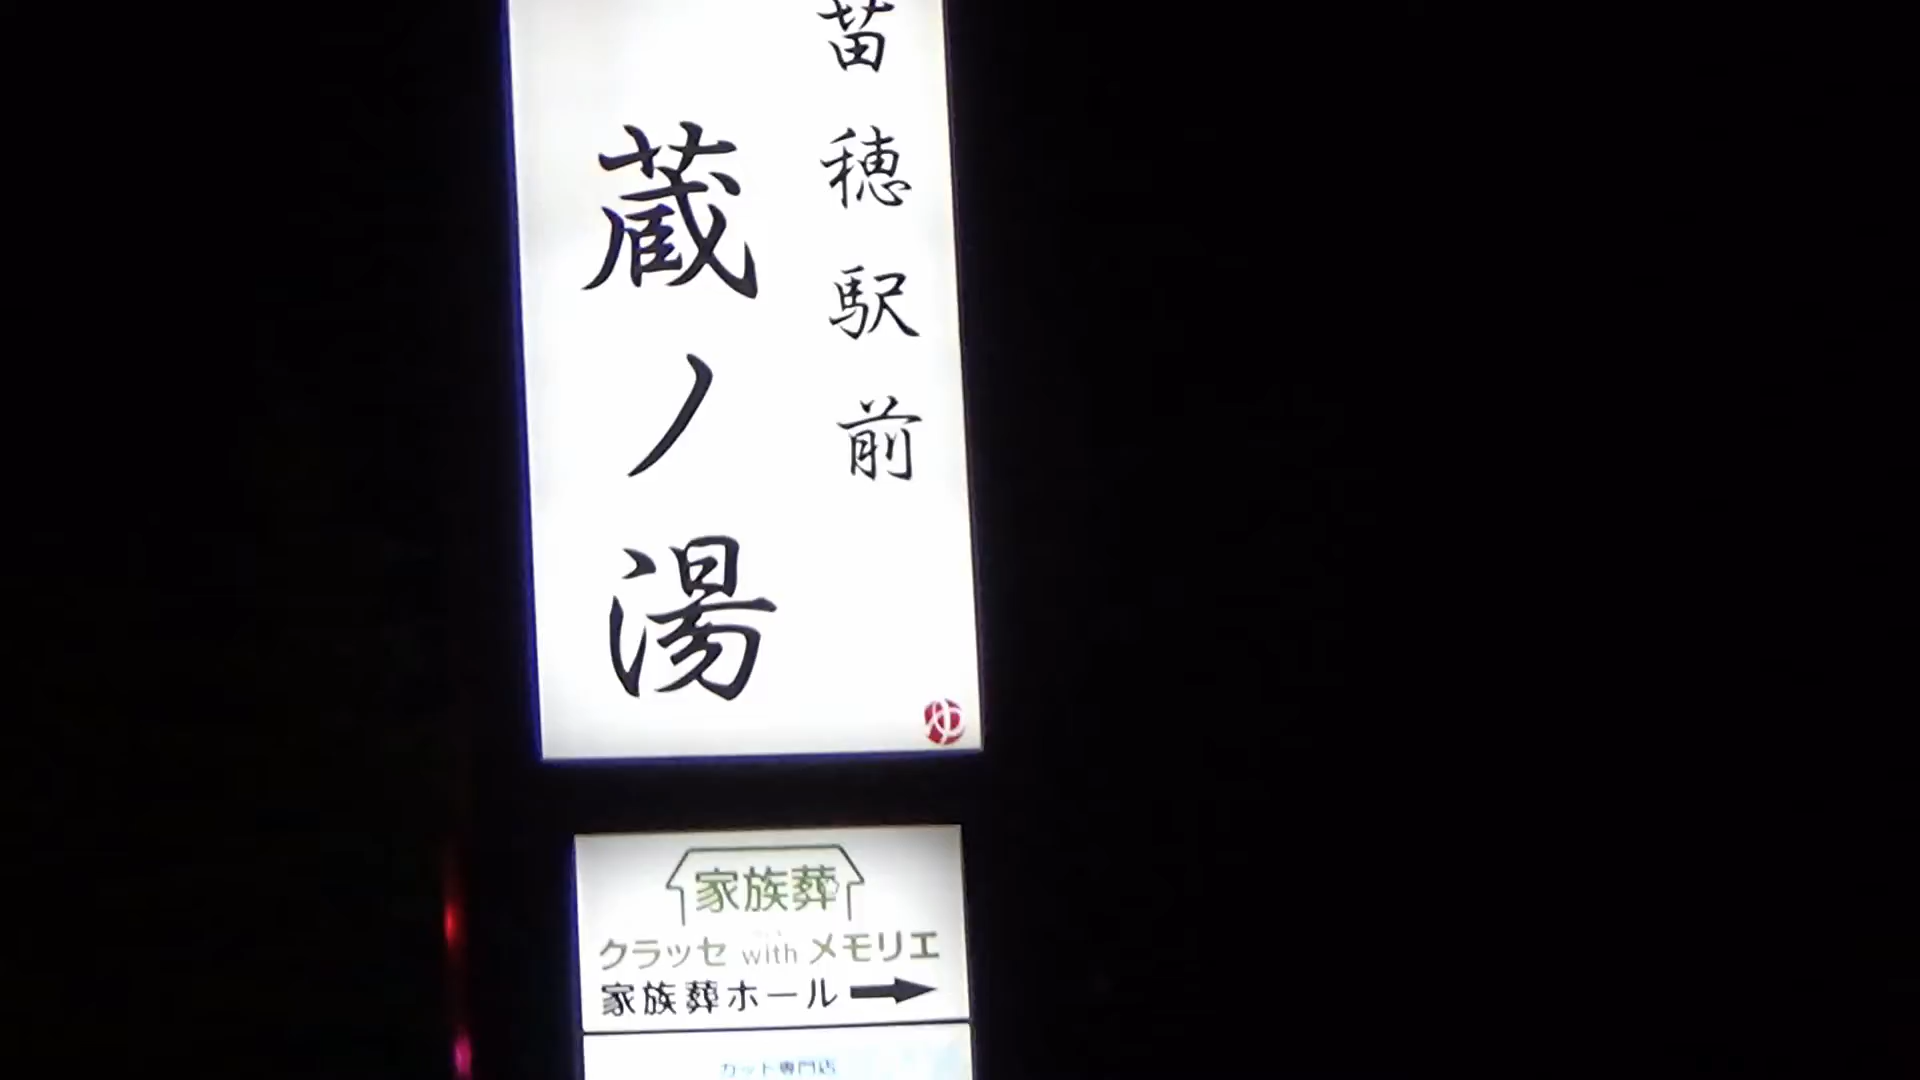 苗穂駅前
蔵ノ湯
ゆ
家族葬
クラッセ with メモリエ
家族葬ホール
カット専門店